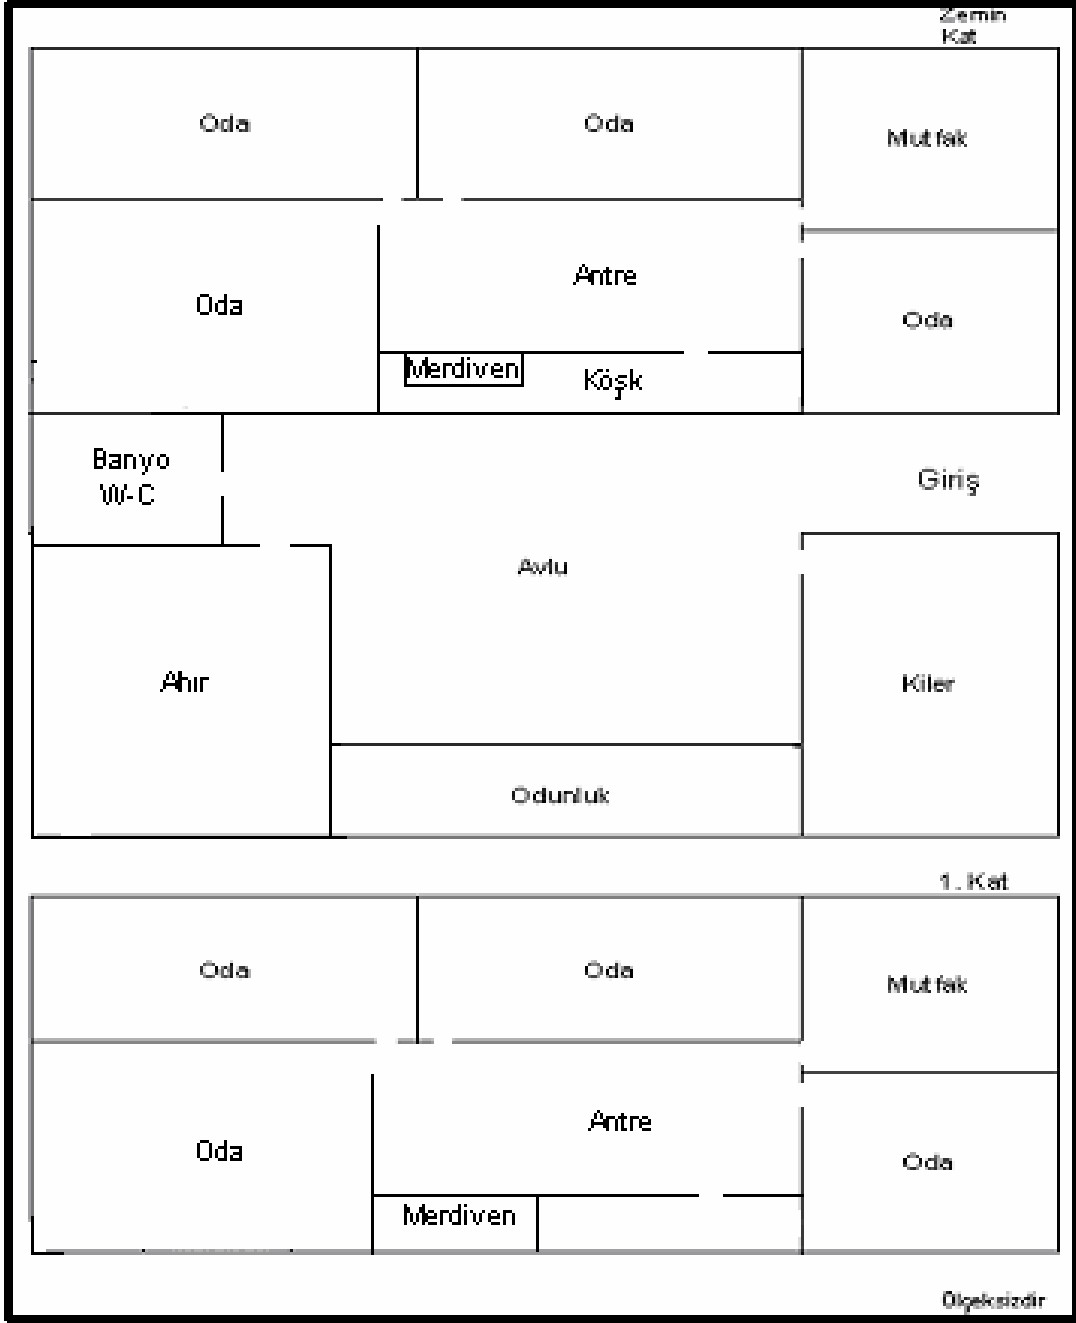 Zemin
Kat
Oda
Oda
Mutfak
Oda
Antre
Oda
Merdiven
Köşk
Banyo
W-C
Giriş
Avlu
Ahır
Kiler
Odunluk
1. Kat
Oda
Oda
Mutfak
Oda
Antre
Oda
Merdiven
Ölçeksizdir